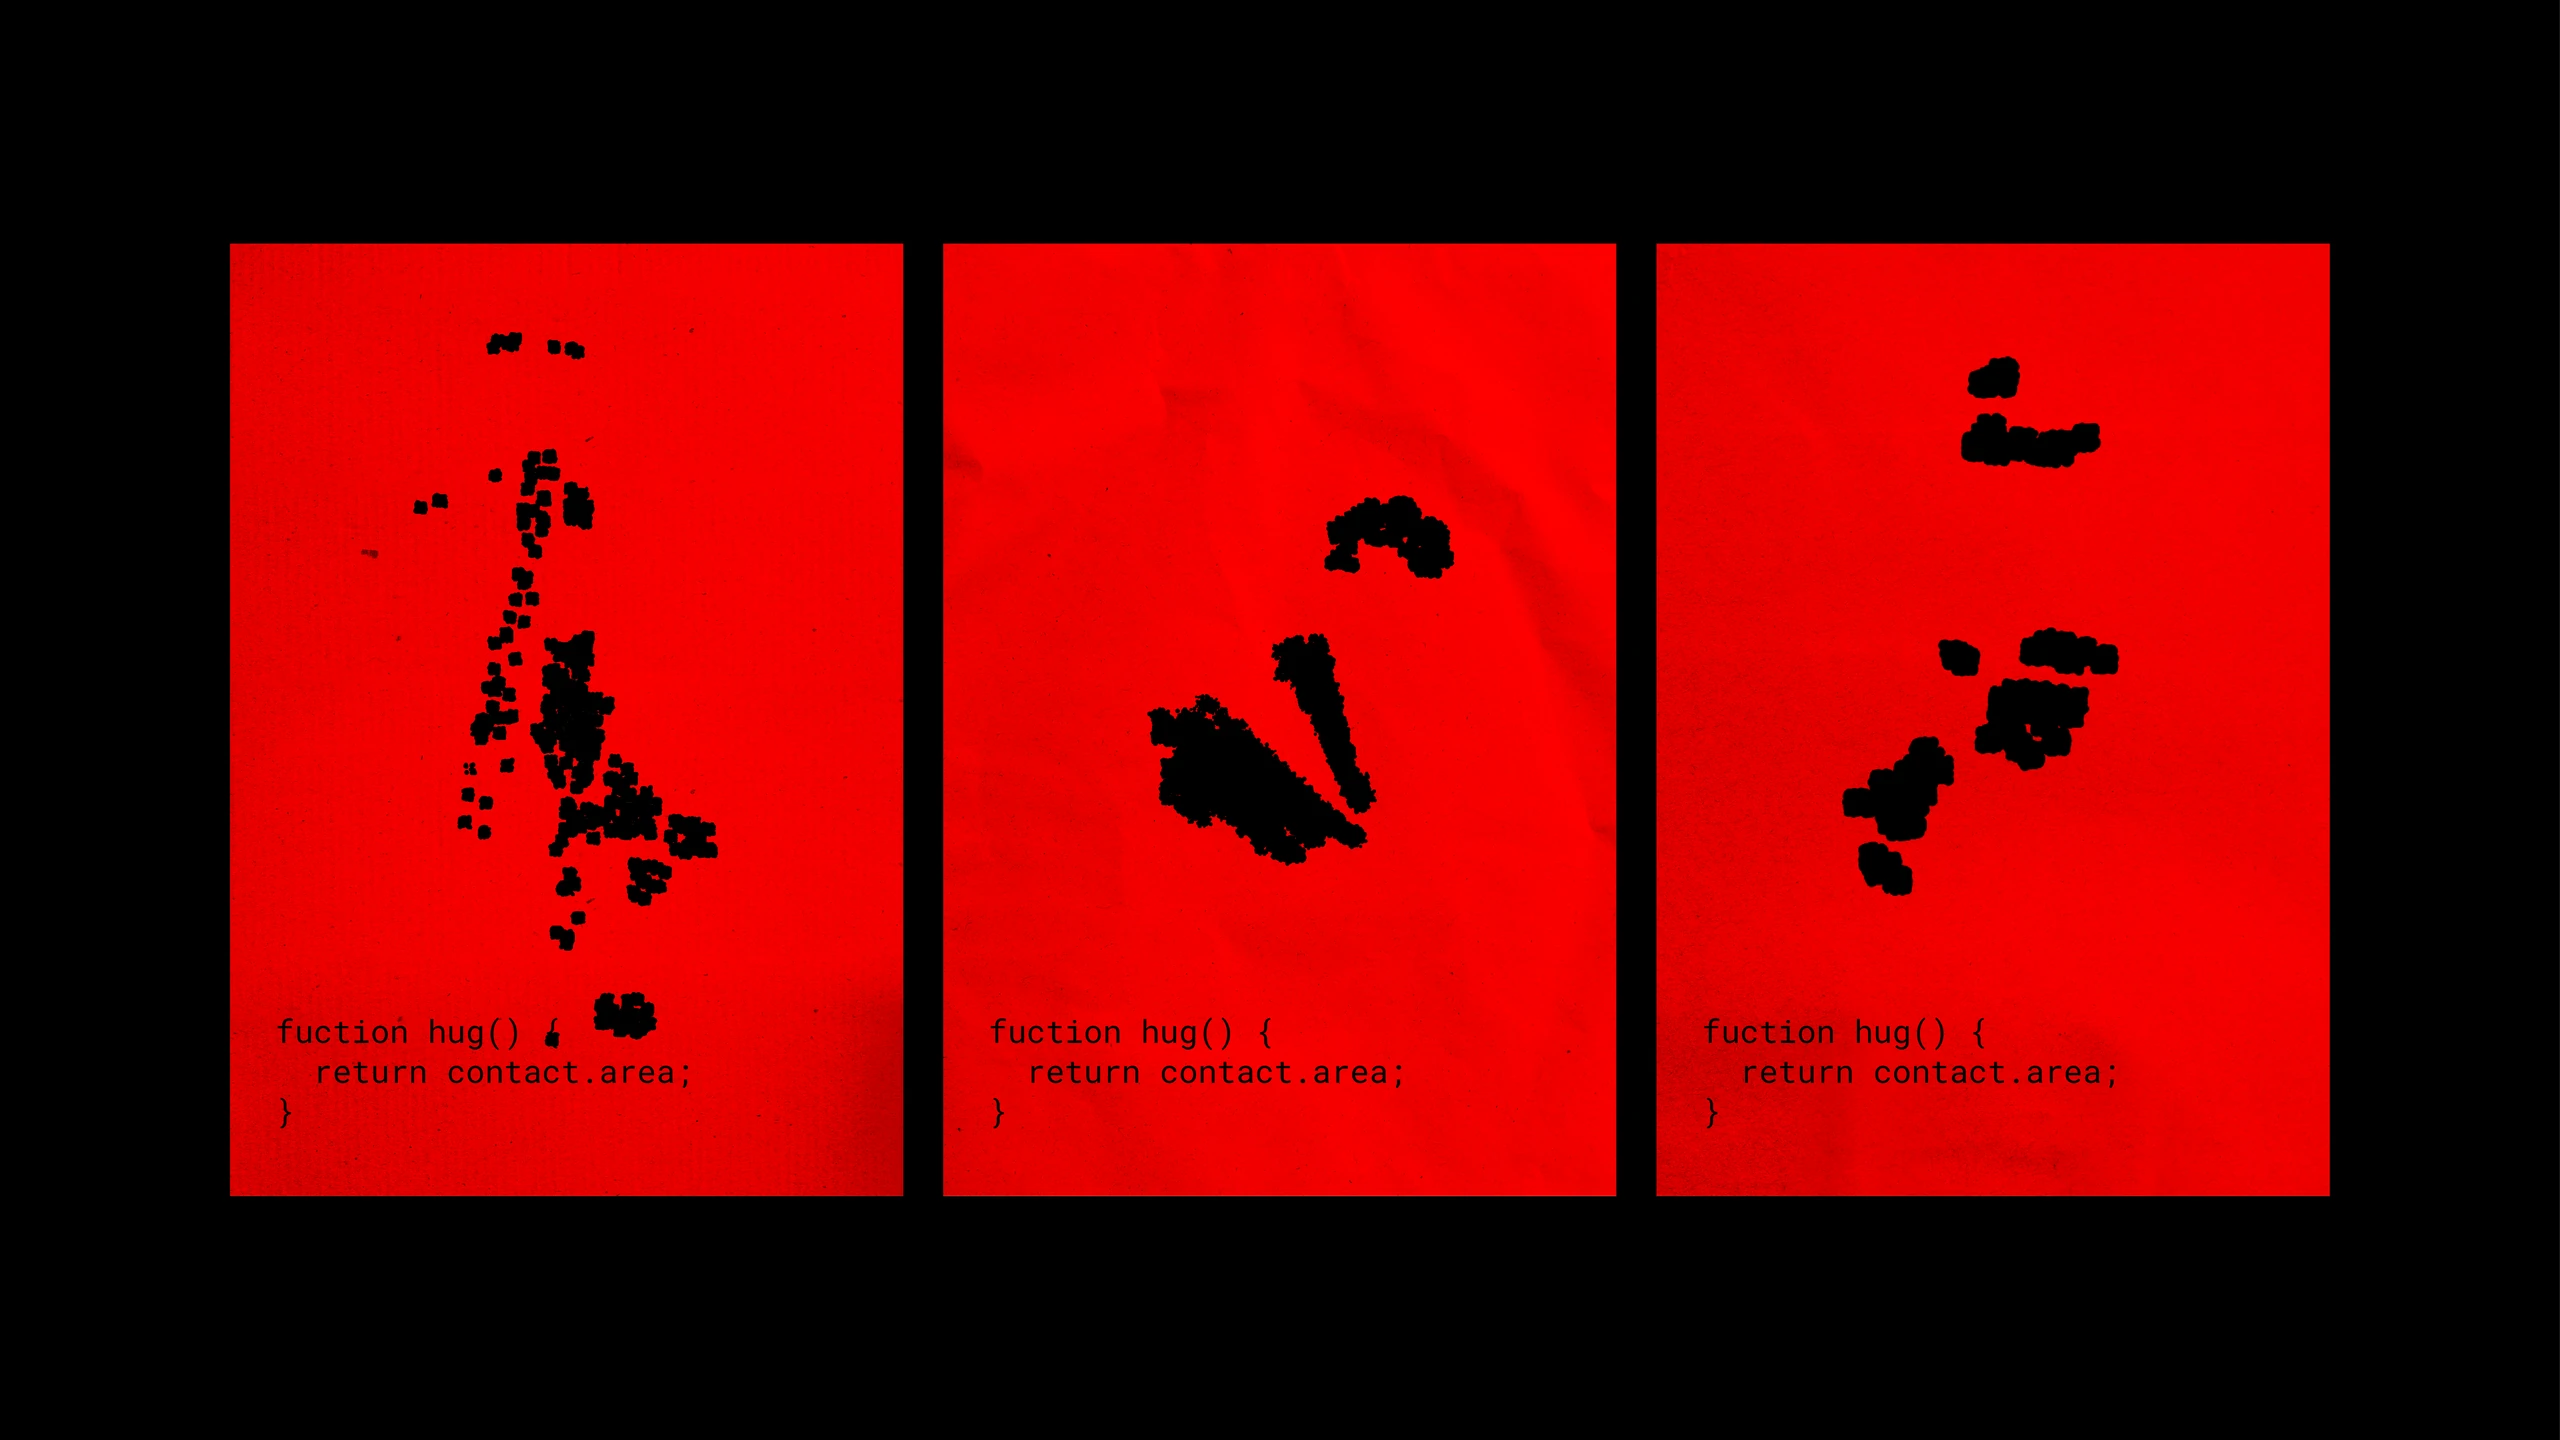 fuction hug() {
  return contact.area;
}
fuction hug() {
  return contact.area;
}
fuction hug() {
  return contact.area;
}